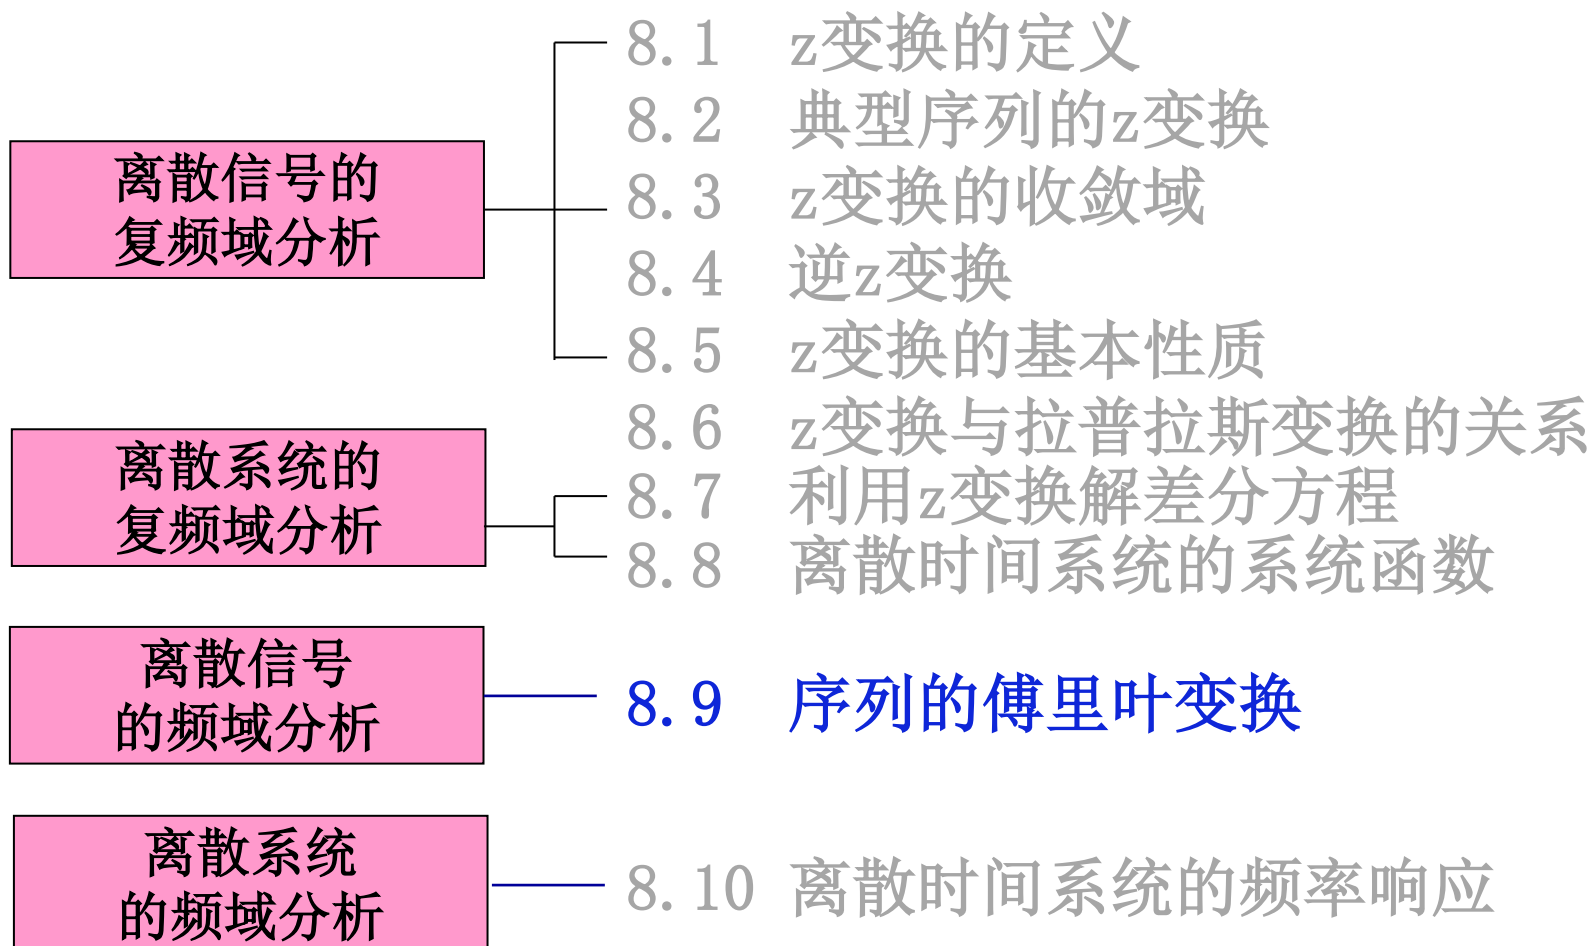 8.1 z变换的定义
8.2 典型序列的z变换
离散信号的
复频域分析
8.3 z变换的收敛域
8.4 逆z变换
8.5 z变换的基本性质
8.6 z变换与拉普拉斯变换的关系
离散系统的
复频域分析
8.7 利用z变换解差分方程
8.8 离散时间系统的系统函数
离散信号
的频域分析
8.9 序列的傅里叶变换
离散系统
的频域分析
8.10 离散时间系统的频率响应